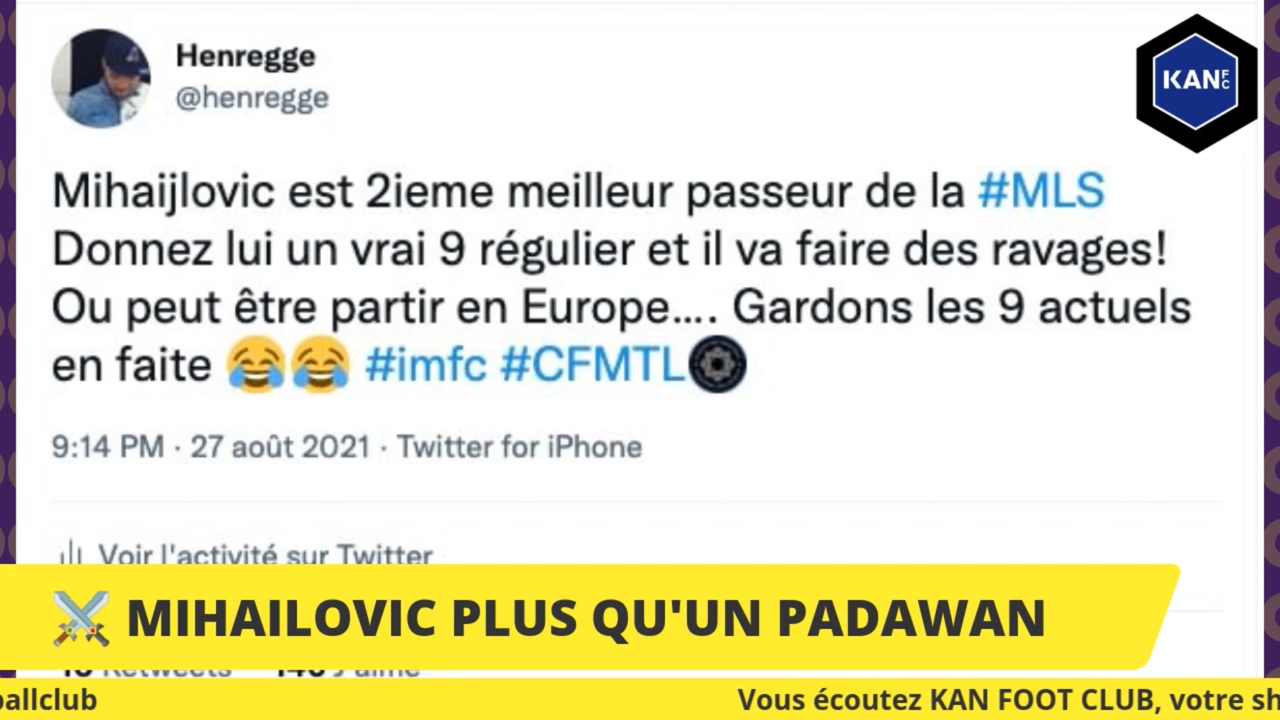 Henregge
@henregge
KAN FC
Mihaijlovic est 2ieme meilleur passeur de la #MLS
Donnez lui un vrai 9 régulier et il va faire des ravages!
Ou peut être partir en Europe.... Gardons les 9 actuels
en faite 😂😂 #imfc #CFMTL
9:14 PM · 27 août 2021 · Twitter for iPhone
Voir l'activité sur Twitter
⚔️ MIHAILOVIC PLUS QU'UN PADAWAN
Retweets J'aime
ballclub Vous écoutez KAN FOOT CLUB, votre sh